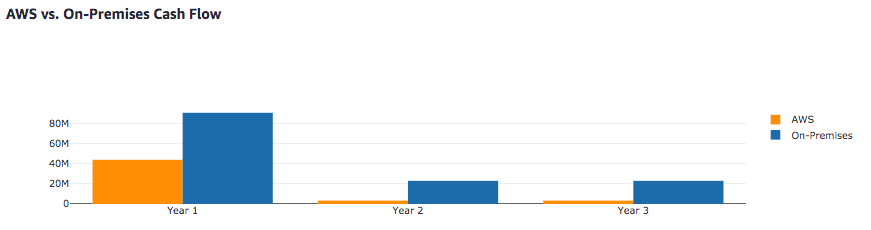 AWS vs. On-Premises Cash Flow
80M
60M
40M
20M
0
Year 1
Year 2
Year 3
AWS
On-Premises